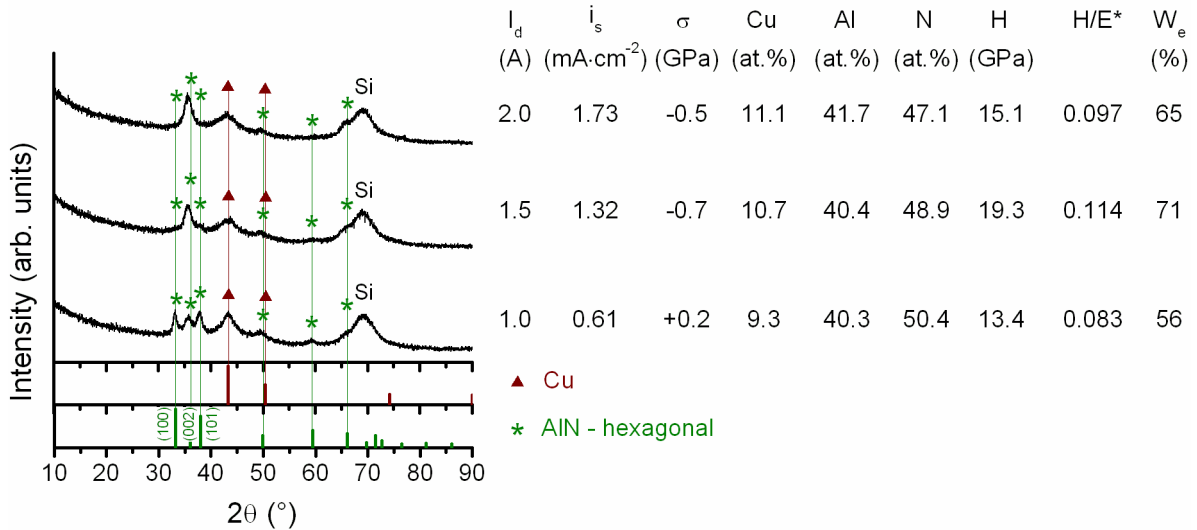 I_d i_s σ Cu Al N H H/E* W_e
(A) (mA·cm⁻²) (GPa) (at.%) (at.%) (at.%) (GPa) (%)
Si
2.0 1.73 -0.5 11.1 41.7 47.1 15.1 0.097 65
Si
1.5 1.32 -0.7 10.7 40.4 48.9 19.3 0.114 71
Si
1.0 0.61 +0.2 9.3 40.3 50.4 13.4 0.083 56
Intensity (arb. units)
▲ Cu
* AlN - hexagonal
(100) (002) (101)
10 20 30 40 50 60 70 80 90
2θ (°)